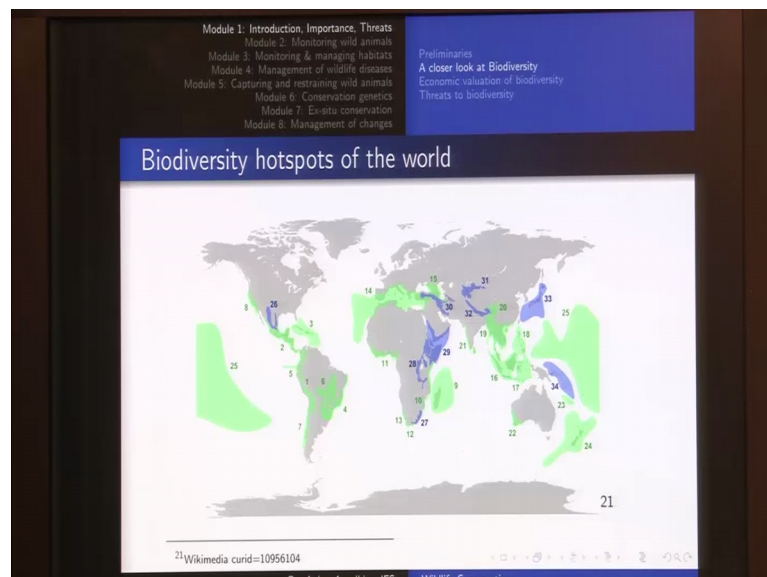 Module 1: Introduction, Importance, Threats
Module 2: Monitoring wild animals
Module 3: Monitoring & managing habitats
Module 4: Management of wildlife diseases
Module 5: Capturing and restraining wild animals
Module 6: Conservation genetics
Module 7: Ex-situ conservation
Module 8: Management of changes
Preliminaries
A closer look at Biodiversity
Economic valuation of biodiversity
Threats to biodiversity
Biodiversity hotspots of the world
31
15
14
30
33
26
8
32
20
25
3
19
18
2
21
29
25
11
28
5
16
34
1
6
9
17
10
4
23
13
27
7
12
22
24
21
21Wikimedia curid=10956104